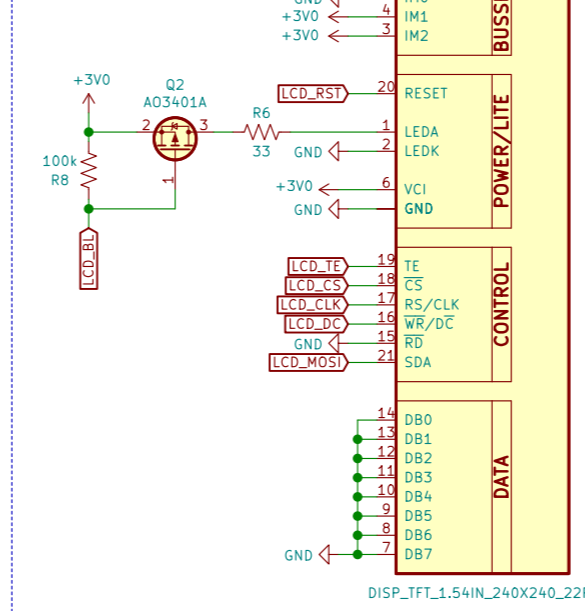 GND
IM0
+3V0 4 IM1
+3V0 3 IM2
BUSSI
+3V0
Q2
AO3401A
2 3
1
100k
R8
LCD_BL
R6
33
LCD_RST 20 RESET
1 LEDA
GND 2 LEDK
+3V0 6 VCI
GND GND
POWER/LITE
LCD_TE 19 TE
LCD_CS 18 CS
LCD_CLK 17 RS/CLK
LCD_DC 16 WR/DC
GND 15 RD
LCD_MOSI 21 SDA
CONTROL
14 DB0
13 DB1
12 DB2
11 DB3
10 DB4
9 DB5
8 DB6
GND 7 DB7
DATA
DISP_TFT_1.54IN_240X240_22